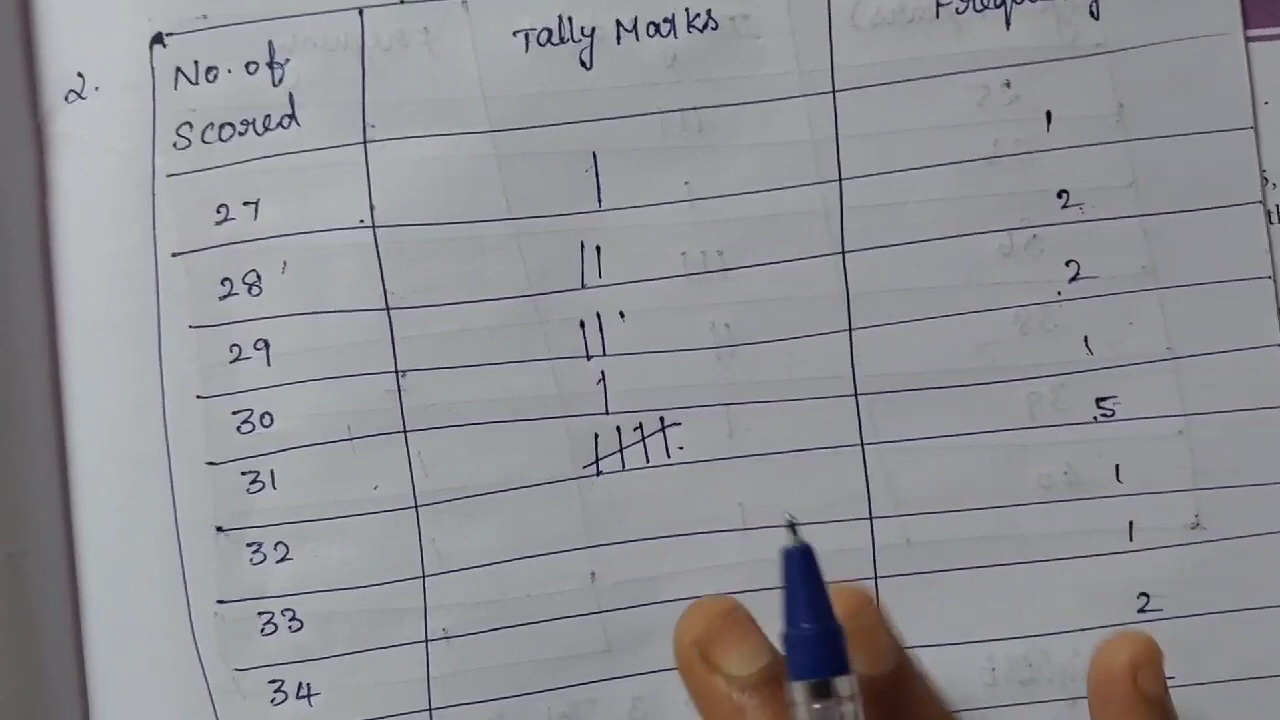 2.
No. of Scored
Tally Marks
27 | 1
28 || 2
29 || 2
30 | 1
31 |||| 5
32 1
33 1
34 2